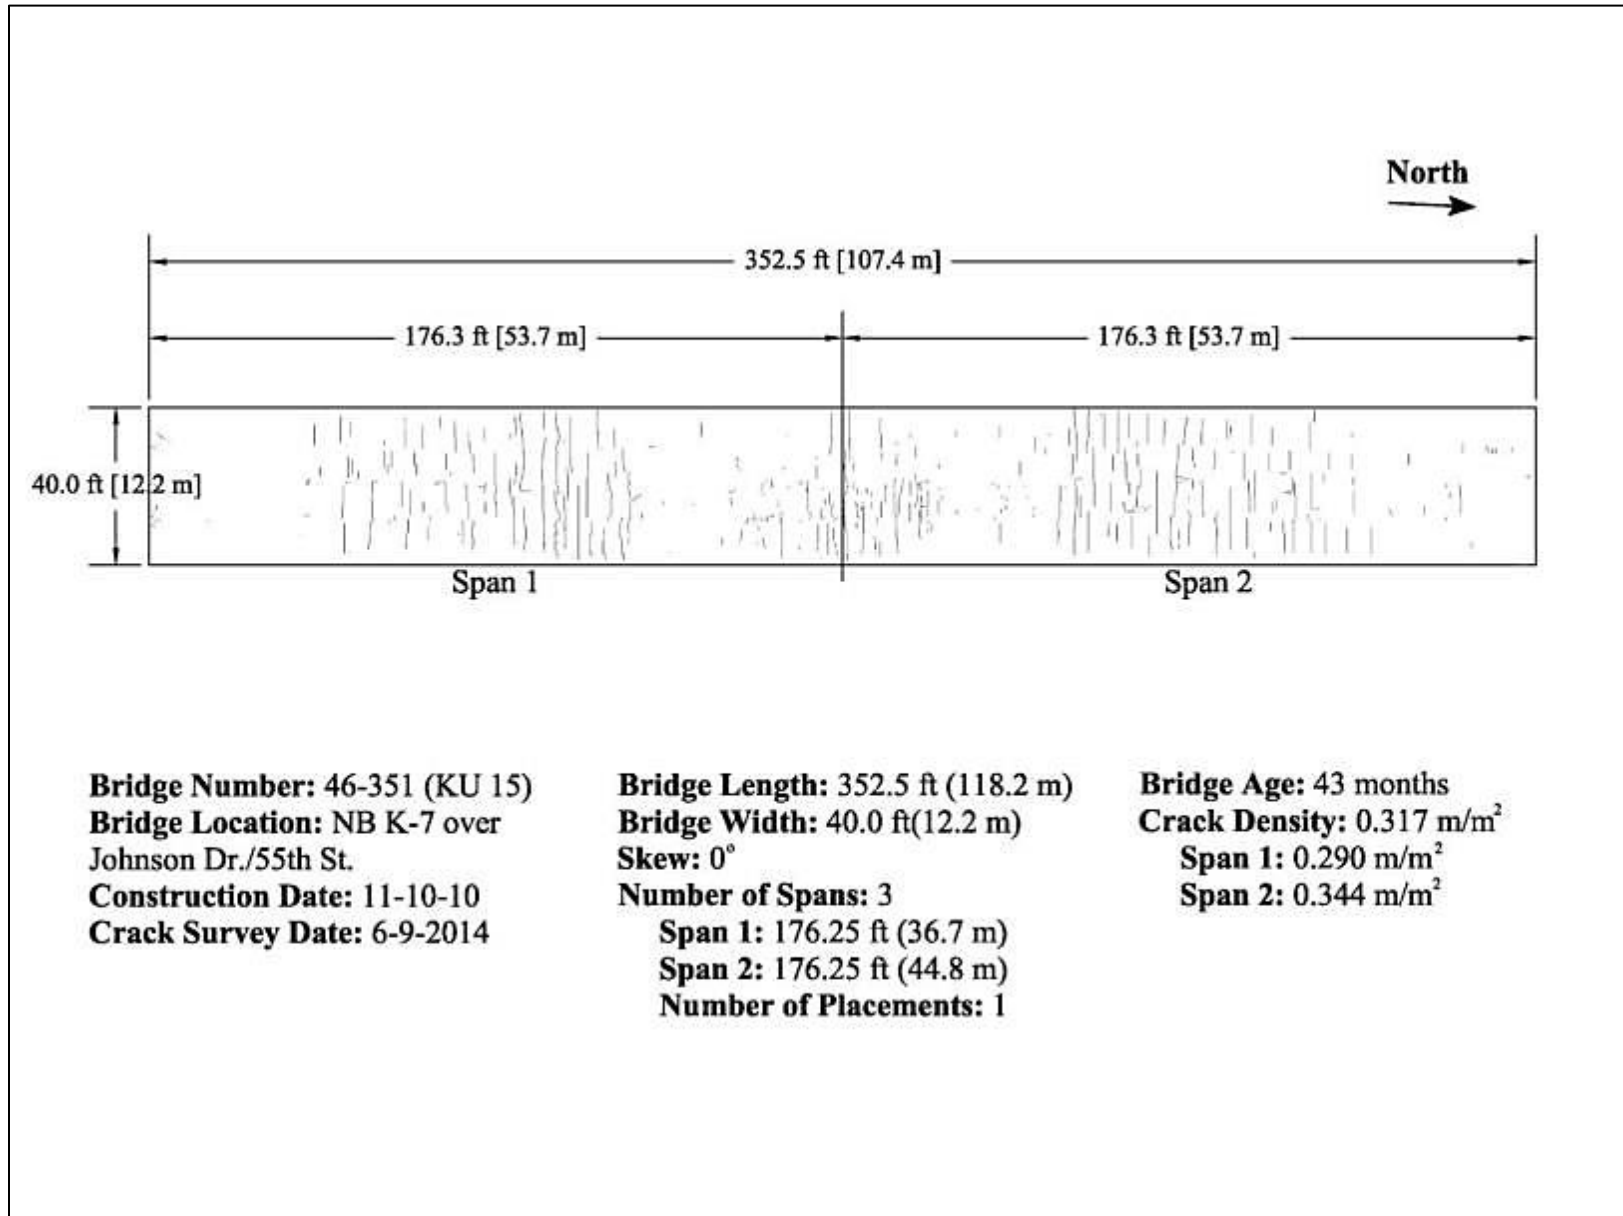 North
352.5 ft [107.4 m]
176.3 ft [53.7 m]
176.3 ft [53.7 m]
40.0 ft [12.2 m]
Span 1
Span 2
Bridge Number: 46-351 (KU 15)
Bridge Location: NB K-7 over
Johnson Dr./55th St.
Construction Date: 11-10-10
Crack Survey Date: 6-9-2014
Bridge Length: 352.5 ft (118.2 m)
Bridge Width: 40.0 ft(12.2 m)
Skew: 0°
Number of Spans: 3
Span 1: 176.25 ft (36.7 m)
Span 2: 176.25 ft (44.8 m)
Number of Placements: 1
Bridge Age: 43 months
Crack Density: 0.317 m/m²
Span 1: 0.290 m/m²
Span 2: 0.344 m/m²